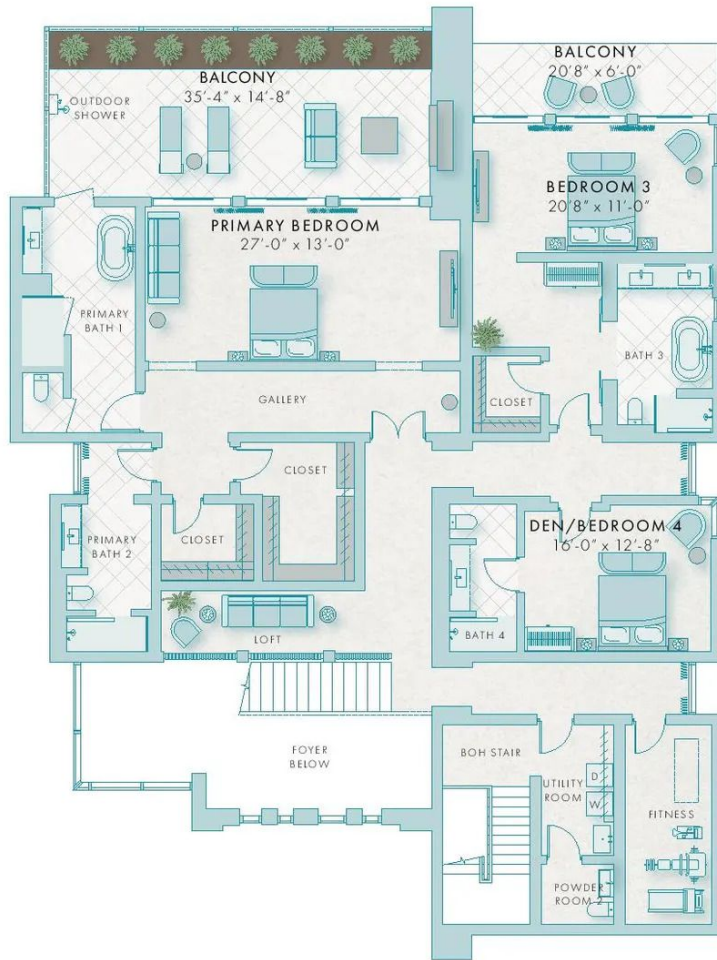 BALCONY
35'-4" x 14'-8"
OUTDOOR
SHOWER
BALCONY
20'8" x 6'-0"
PRIMARY BEDROOM
27'-0" x 13'-0"
BEDROOM 3
20'8" x 11'-0"
PRIMARY
BATH 1
BATH 3
GALLERY
CLOSET
CLOSET
CLOSET
PRIMARY
BATH 2
DEN/BEDROOM 4
16'-0" x 12'-8"
LOFT
BATH 4
FOYER
BELOW
BOH STAIR
UTILITY
ROOM
D
W
FITNESS
POWDER
ROOM 2